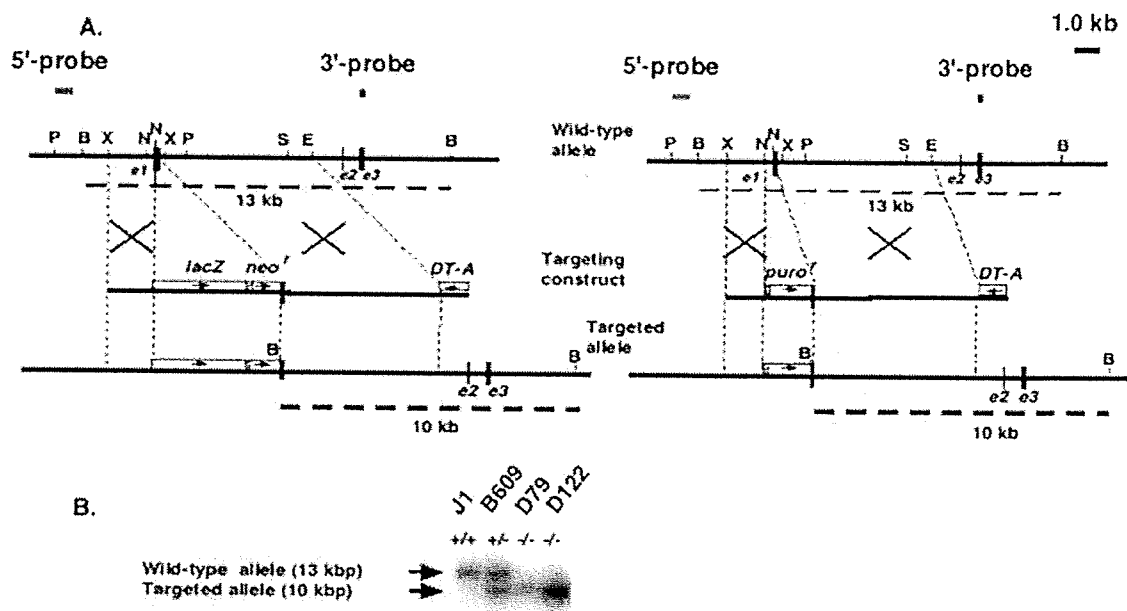 A.
1.0 kb
5'-probe 3'-probe 5'-probe 3'-probe
P B X N N X P S E B
Wild-type allele
P B X N N X P S E B
e1 e2 e3
e1 e2 e3
13 kb
13 kb
lacZ neo r DT-A
Targeting construct
puro r DT-A
Targeted allele
B B
B B
e2 e3
e2 e3
10 kb
10 kb
B.
J1 B609 D79 D122
+/+ +/- -/- -/-
Wild-type allele (13 kbp)
Targeted allele (10 kbp)